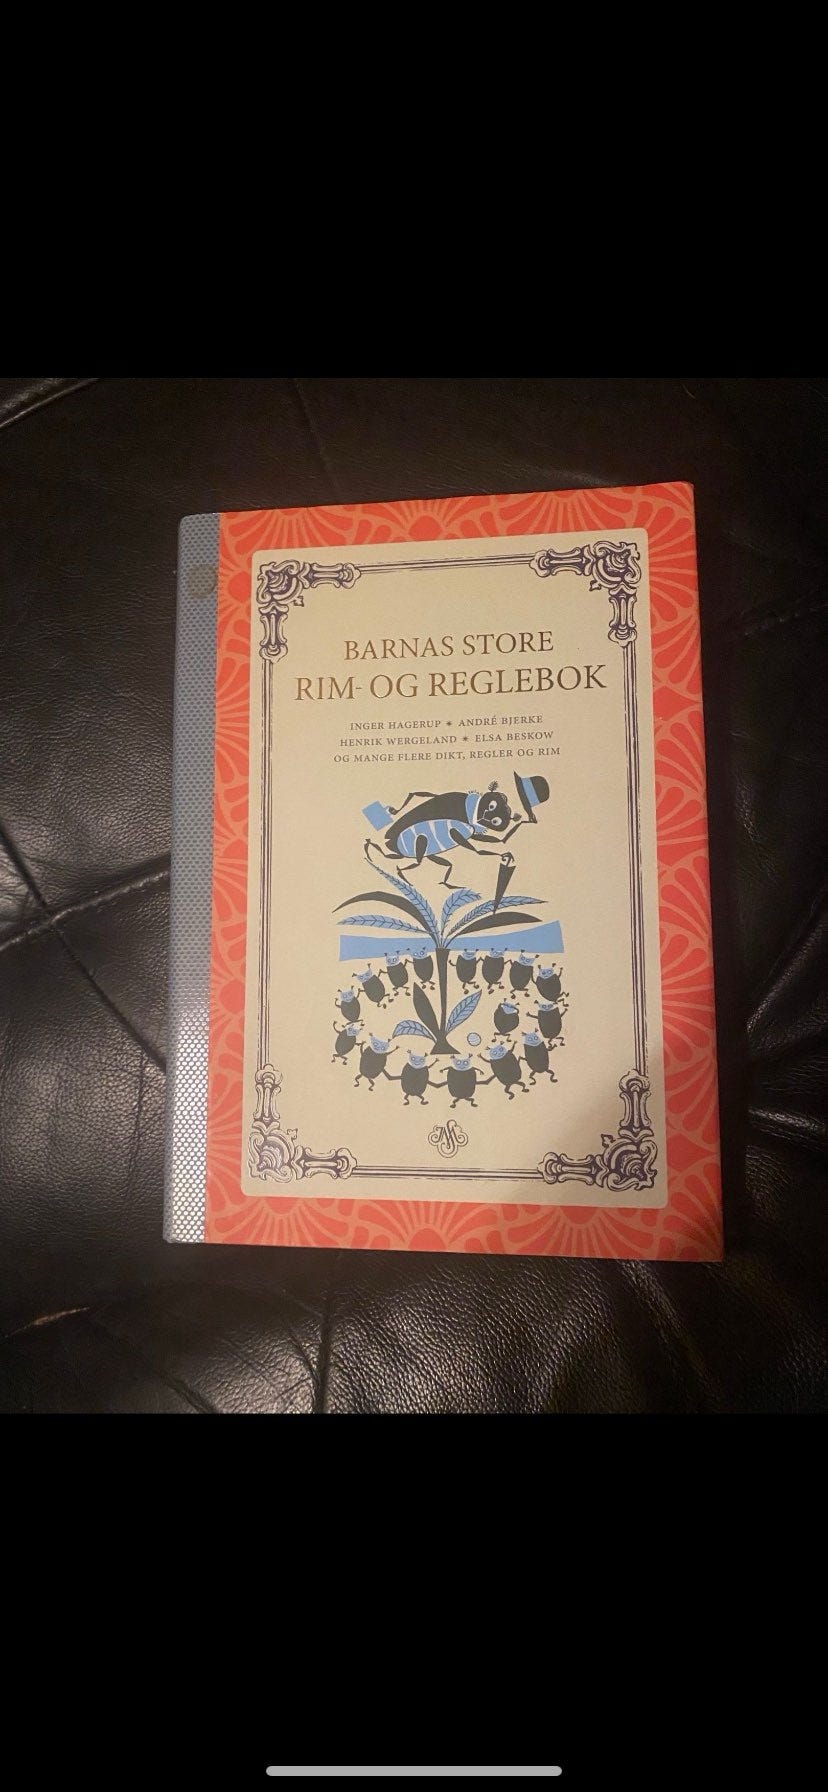 BARNAS STORE
RIM- OG REGLEBOK
INGER HAGERUP * ANDRÉ BJERKE
HENRIK WERGELAND * ELSA BESKOW
OG MANGE FLERE DIKT, REGLER OG RIM